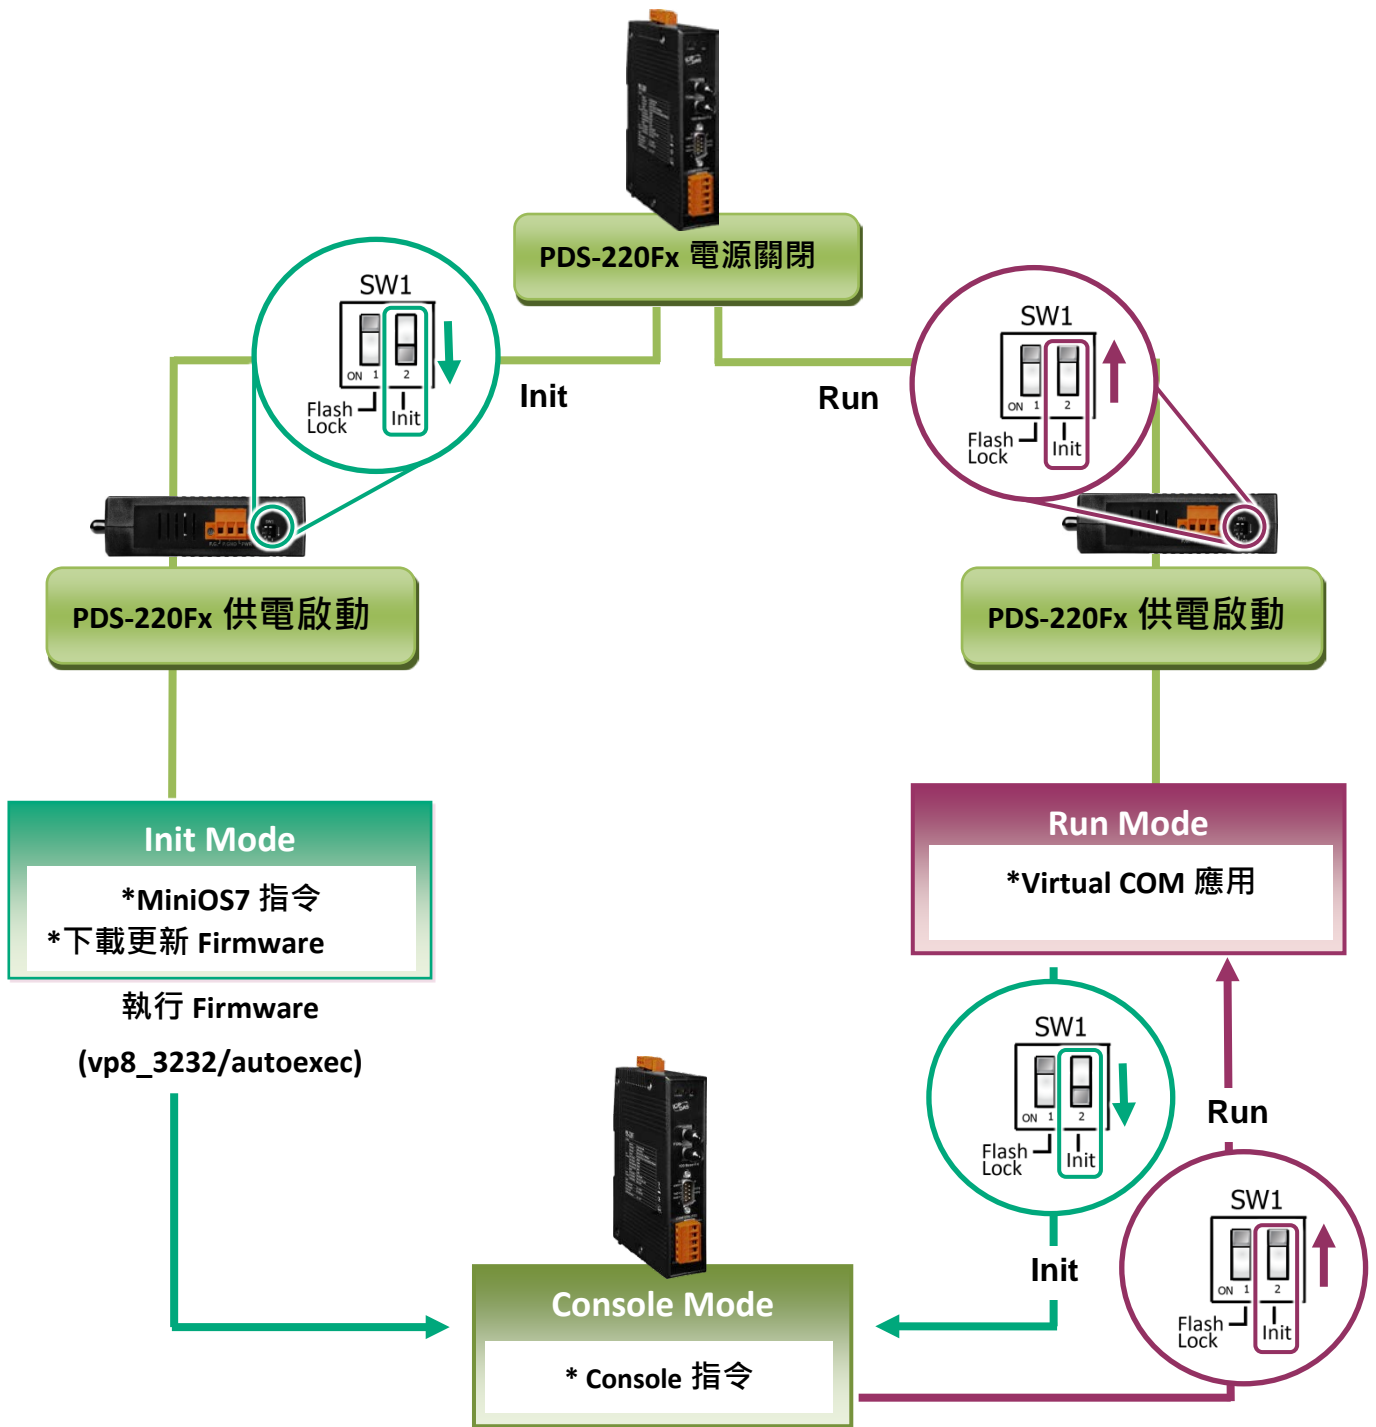 PDS-220Fx 電源關閉
SW1
ON 1 2
Flash
Lock
Init
Init
Run
SW1
ON 1 2
Flash
Lock
Init
PDS-220Fx 供電啟動
PDS-220Fx 供電啟動
Init Mode
*MiniOS7 指令
*下載更新 Firmware
Run Mode
*Virtual COM 應用
執行 Firmware
(vp8_3232/autoexec)
SW1
ON 1 2
Flash
Lock
Init
Init
Run
SW1
ON 1 2
Flash
Lock
Init
Console Mode
* Console 指令